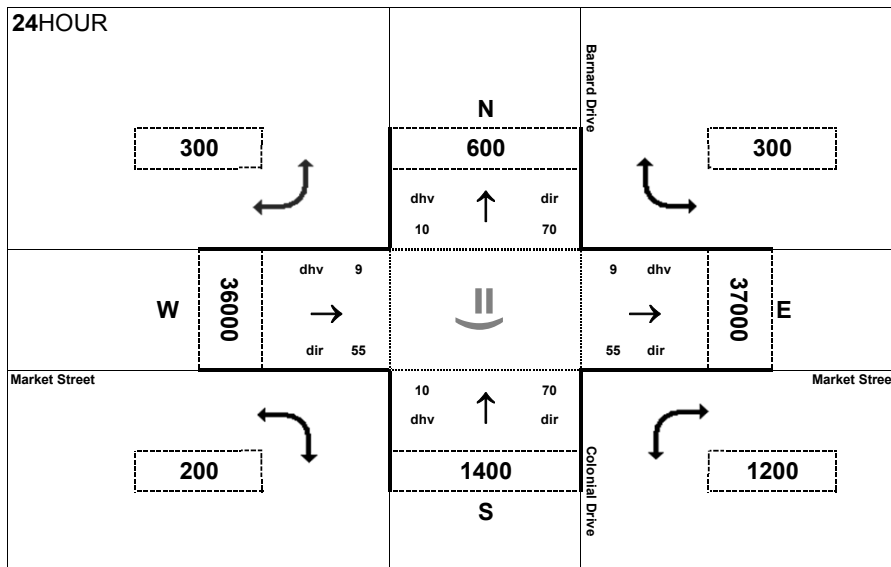 24HOUR
Barnard Drive
N
300
600
300
dhv
dir
10
70
dhv 9
9 dhv
W
36000
37000
E
dir 55
55 dir
Market Street
Market Stree
10
70
dhv
dir
200
1400
1200
S
Colonial Drive